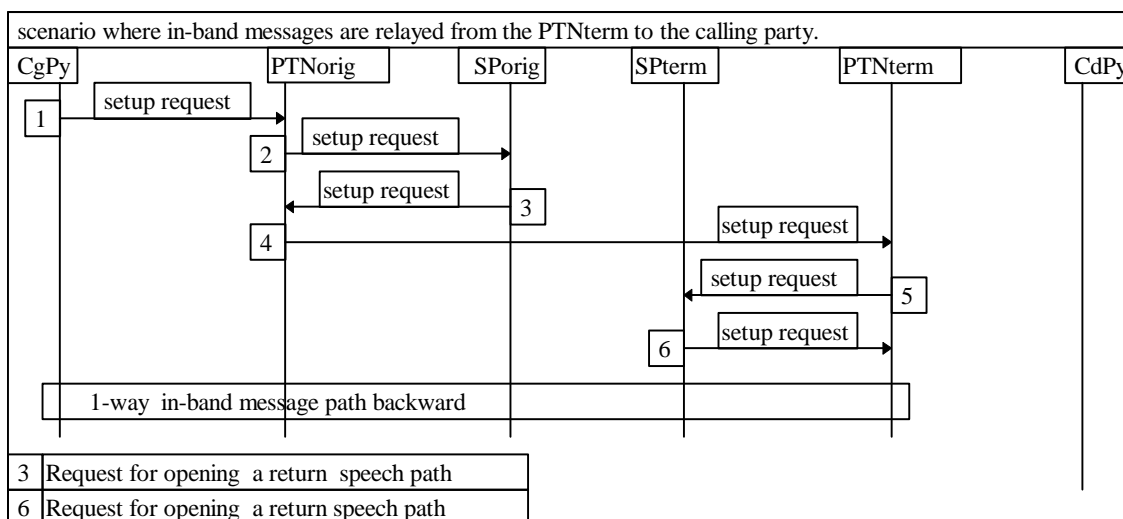 scenario where in-band messages are relayed from the PTNterm to the calling party.
CgPy PTNorig SPorig SPterm PTNterm CdPy
setup request
1
setup request
2
setup request
3
setup request
4
setup request
5
setup request
6
1-way in-band message path backward
3 Request for opening a return speech path
6 Request for opening a return speech path